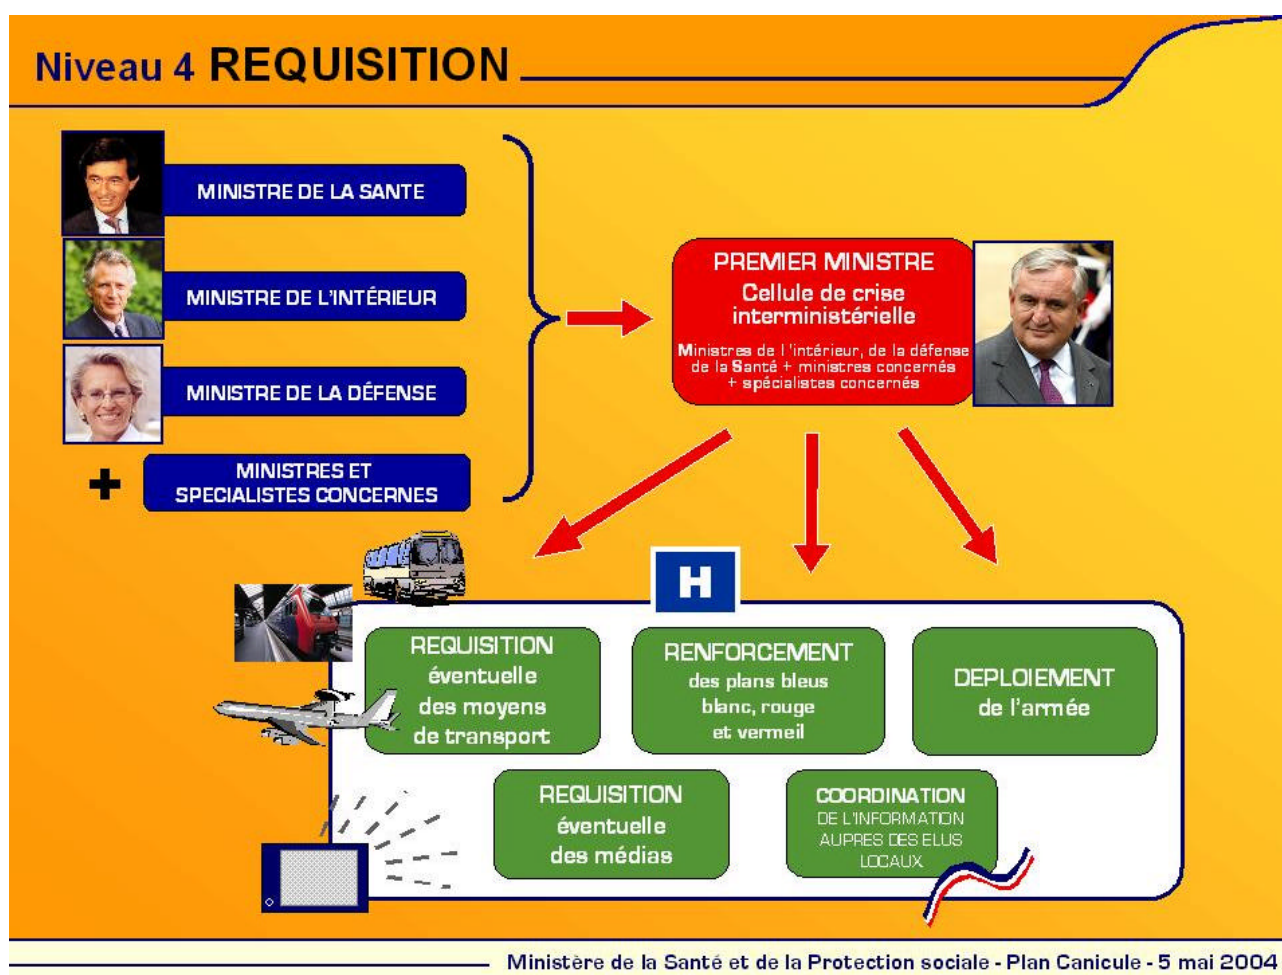 Niveau 4 REQUISITION
MINISTRE DE LA SANTE
MINISTRE DE L'INTÉRIEUR
MINISTRE DE LA DÉFENSE
+
MINISTRES ET
SPECIALISTES CONCERNES
PREMIER MINISTRE
Cellule de crise
interministérielle
Ministres de l'intérieur, de la défense
de la Santé + ministres concernés
+ spécialistes concernés
H
REQUISITION
éventuelle
des moyens
de transport
RENFORCEMENT
des plans bleus
blanc, rouge
et vermeil
DEPLOIEMENT
de l'armée
REQUISITION
éventuelle
des médias
COORDINATION
DE L'INFORMATION
AUPRES DES ELUS
LOCAUX
Ministère de la Santé et de la Protection sociale - Plan Canicule - 5 mai 2004